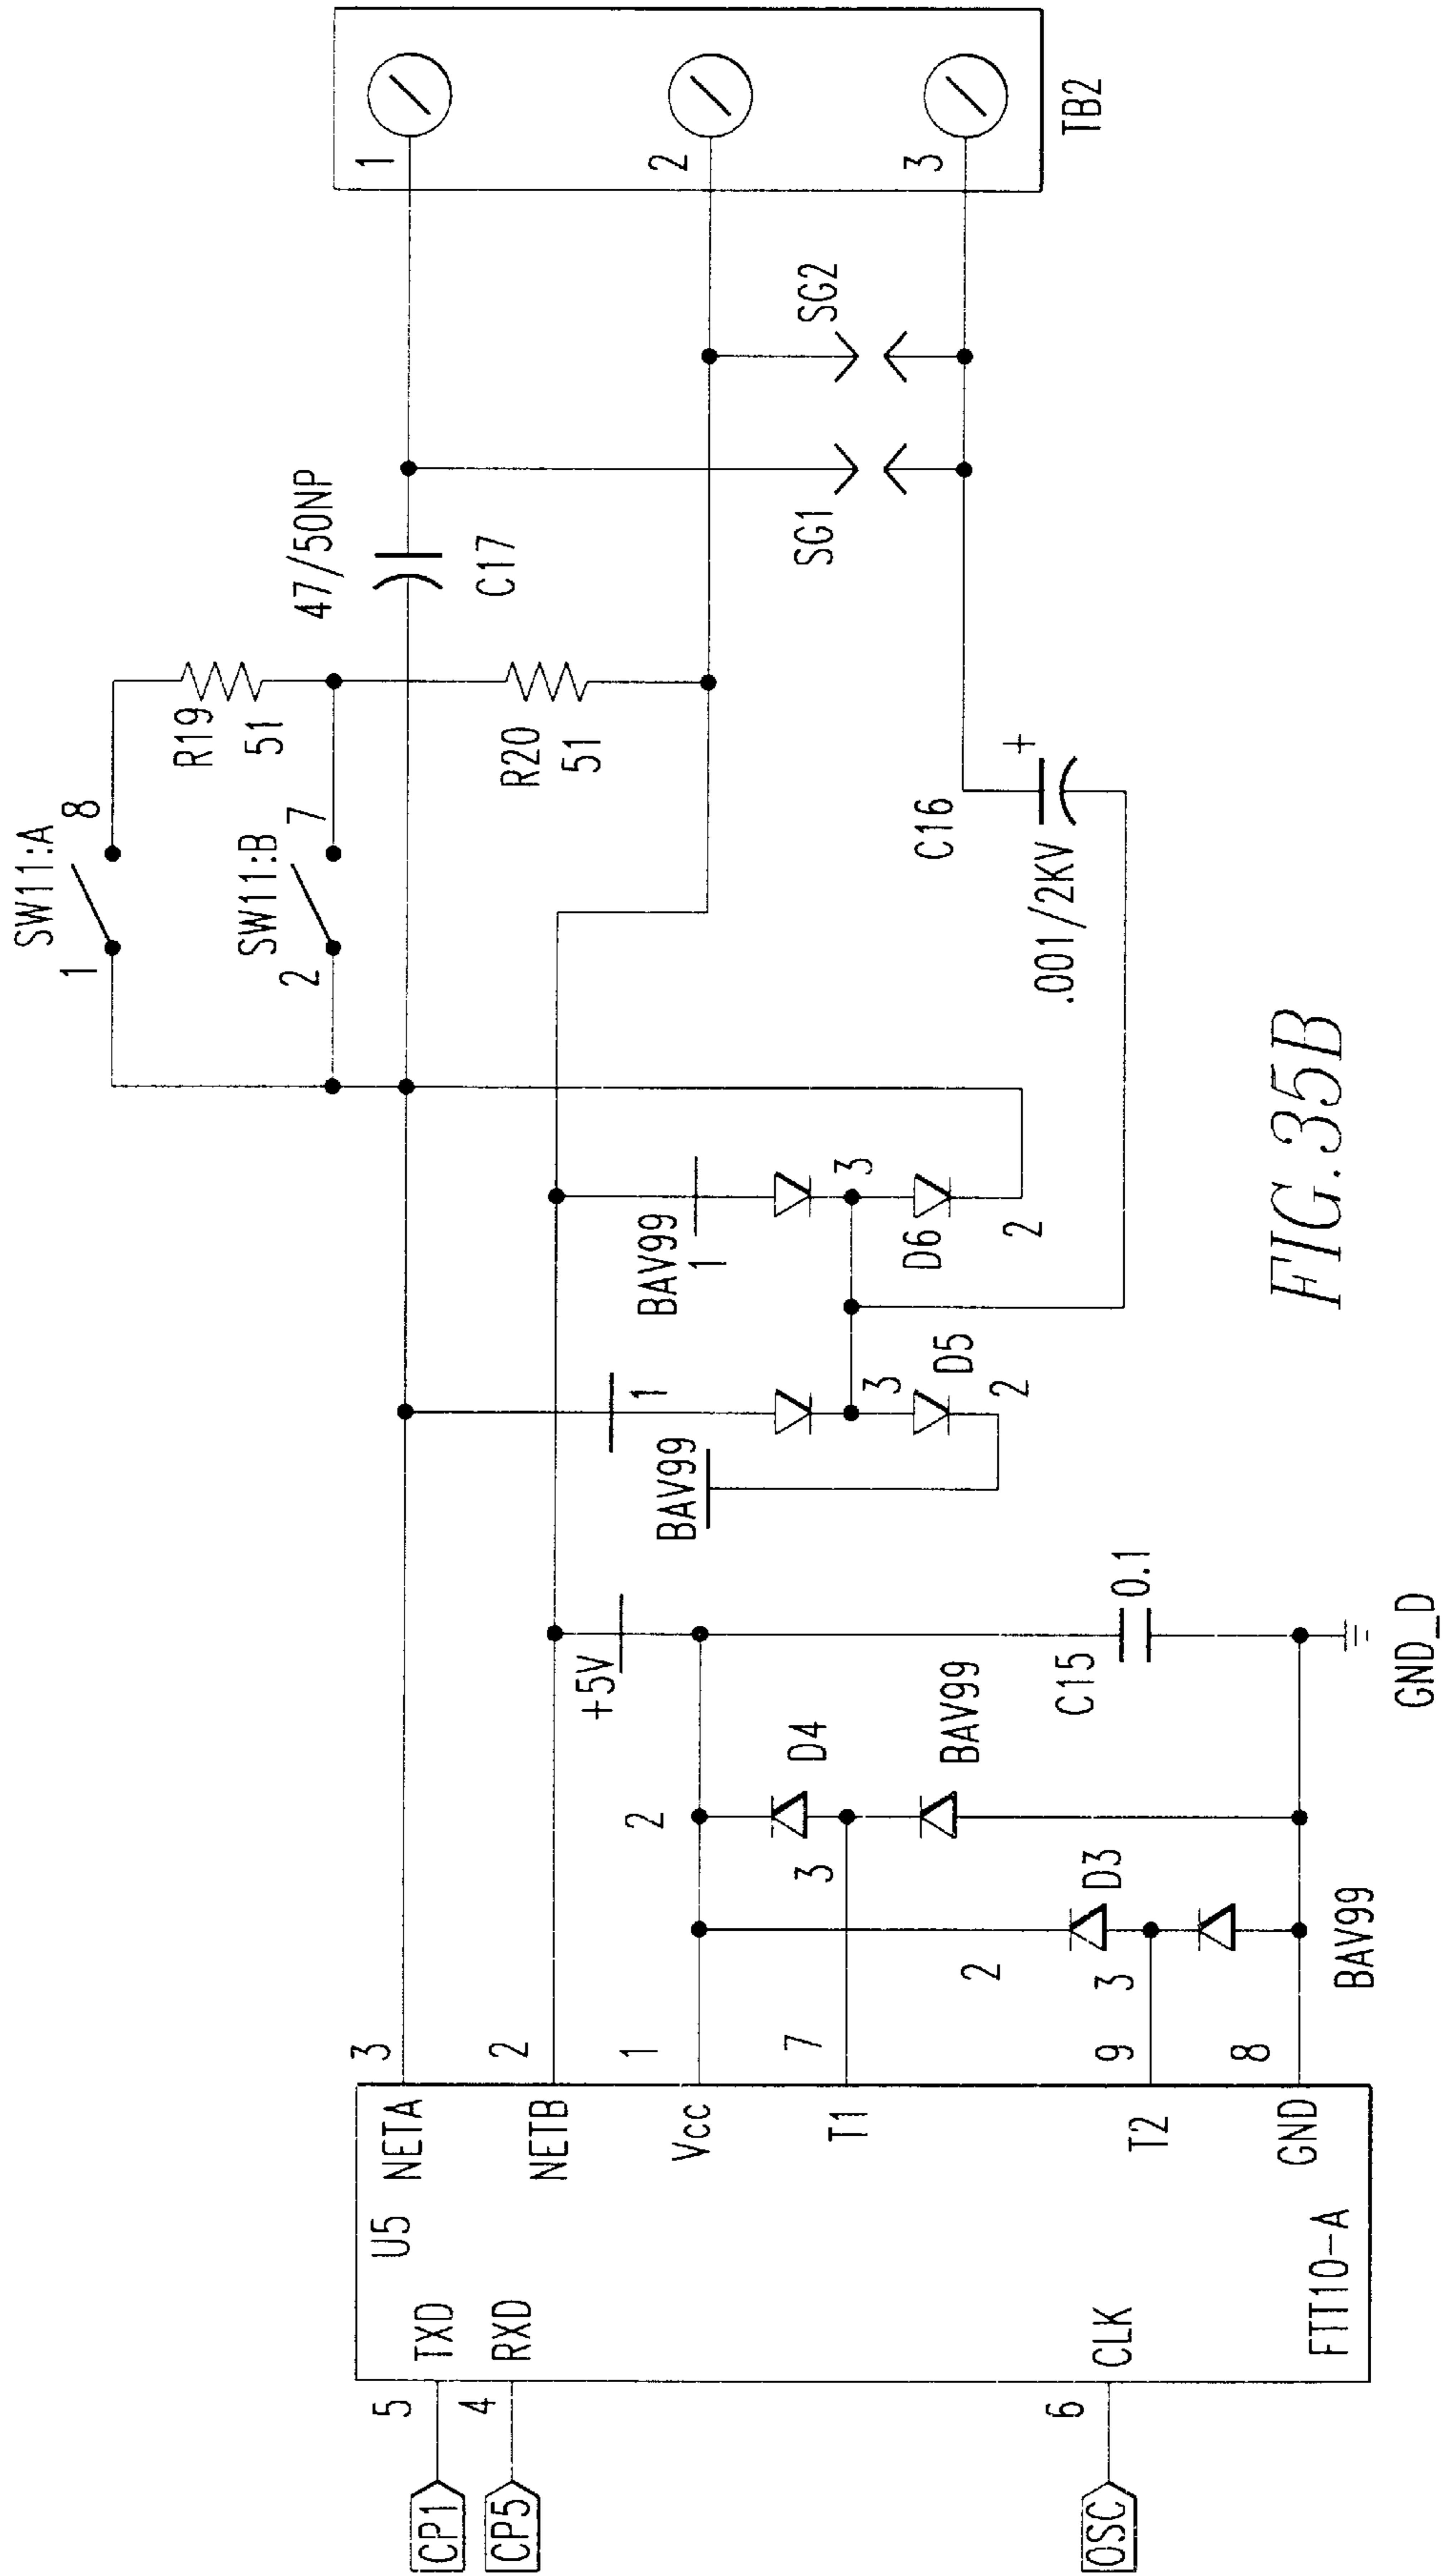 SW11:A
1
8
SW11:B
2
7
R19
51
47/50NP
C17
R20
51
1
2
3
TB2
SG1
SG2
C16
+
.001/2KV
BAV99
1
3
D6
2
BAV99
1
3
D5
2
+5V
C15
0.1
GND_D
2
D4
3
BAV99
2
D3
3
BAV99
U5
3
NETA
2
NETB
1
Vcc
7
T1
9
T2
8
GND
FTT10-A
TXD
5
CP1
RXD
4
CP5
CLK
6
OSC
FIG. 35B